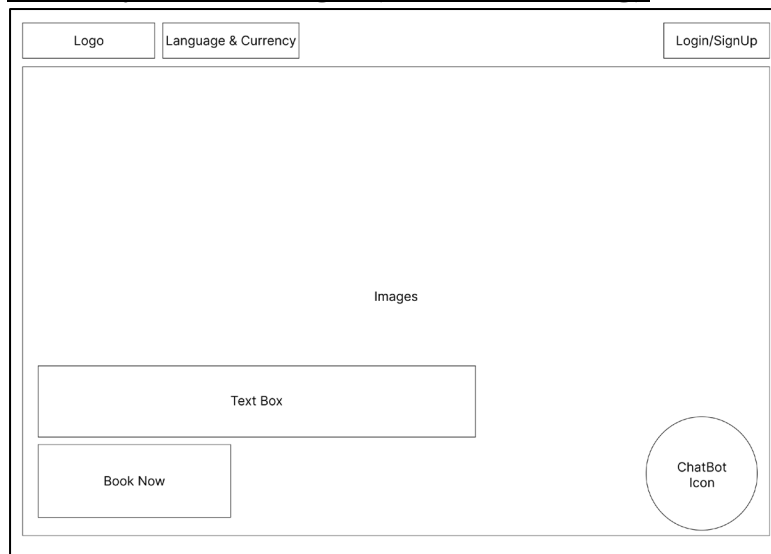 Logo
Language & Currency
Login/SignUp
Images
Text Box
Book Now
ChatBot
Icon